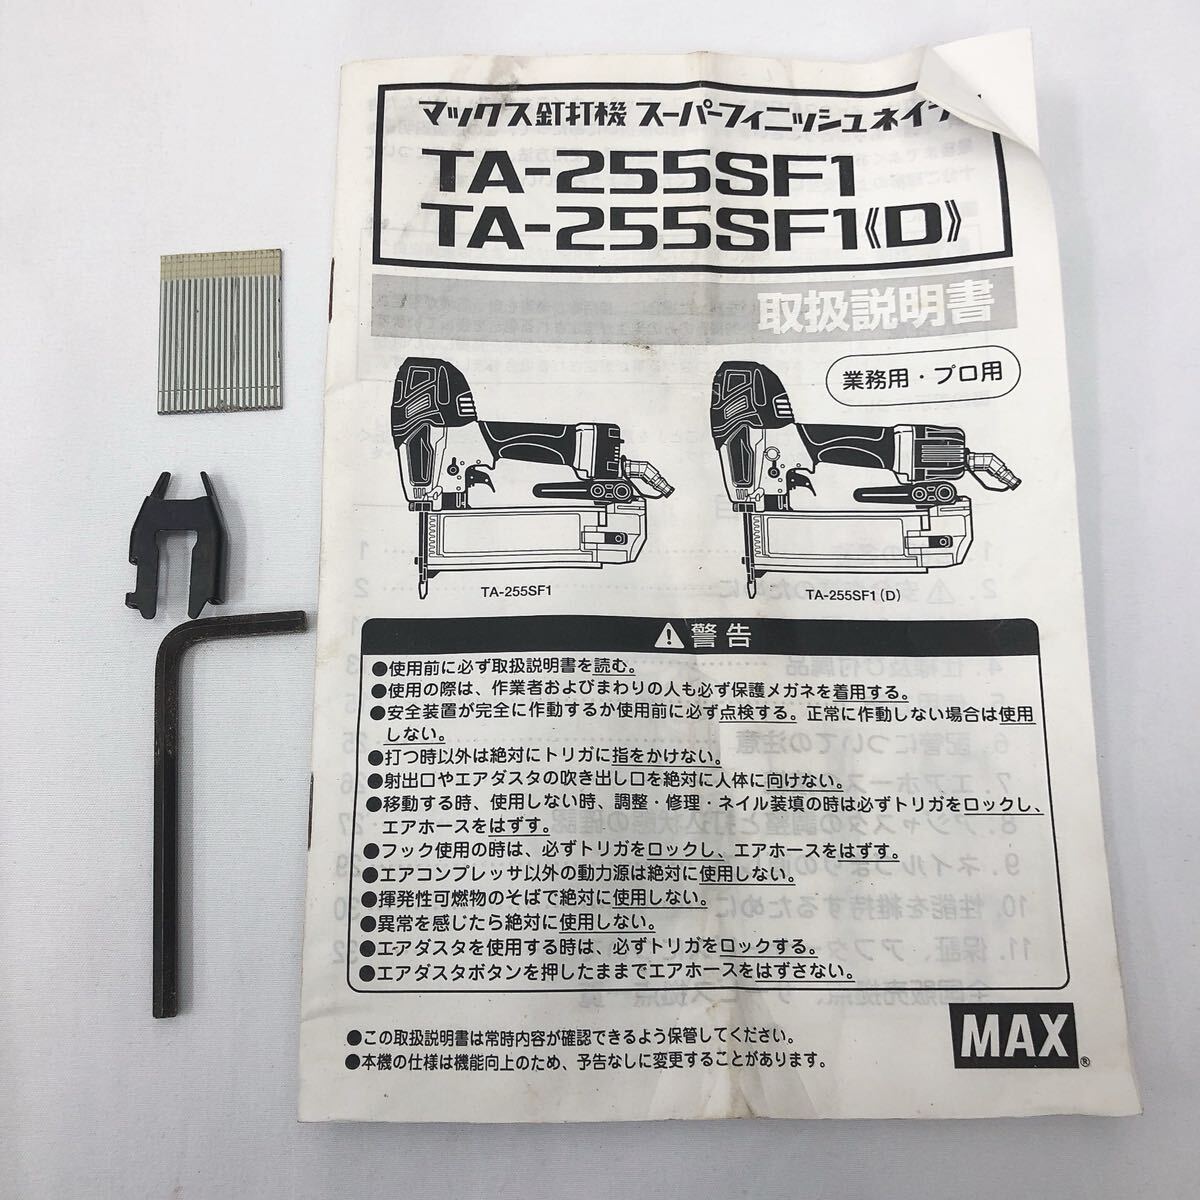 マックス釘打機 スーパーフィニッシュネイラ
TA-255SF1
TA-255SF1《D》
取扱説明書
業務用・プロ用
TA-255SF1
TA-255SF1 (D)
⚠警告
●使用前に必ず取扱説明書を読む。
●使用の際は、作業者およびまわりの人も必ず保護メガネを着用する。
●安全装置が完全に作動するか使用前に必ず点検する。正常に作動しない場合は使用
しない。
●打つ時以外は絶対にトリガに指をかけない。
●射出口やエアダスタの吹き出し口を絶対に人体に向けない。
●移動する時、使用しない時、調整・修理・ネイル装填の時は必ずトリガをロックし、
エアホースをはずす。
●フック使用の時は、必ずトリガをロックし、エアホースをはずす。
●エアコンプレッサ以外の動力源は絶対に使用しない。
●揮発性可燃物のそばで絶対に使用しない。
●異常を感じたら絶対に使用しない。
●エアダスタを使用する時は、必ずトリガをロックする。
●エアダスタボタンを押したままでエアホースをはずさない。
●この取扱説明書は常時内容が確認できるよう保管してください。
●本機の仕様は機能向上のため、予告なしに変更することがあります。
MAX®